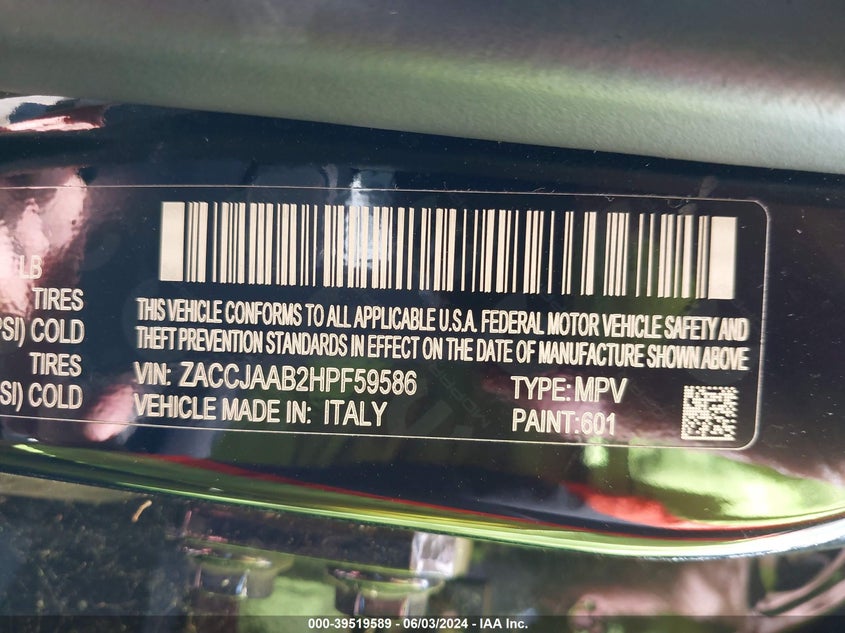 LB
TIRES
PSI) COLD
TIRES
SI) COLD
THIS VEHICLE CONFORMS TO ALL APPLICABLE U.S.A. FEDERAL MOTOR VEHICLE SAFETY AND
THEFT PREVENTION STANDARDS IN EFFECT ON THE DATE OF MANUFACTURE SHOWN ABOVE
VIN: ZACCJAAB2HPF59586 TYPE: MPV
VEHICLE MADE IN: ITALY PAINT:601
000-39519589 - 06/03/2024 - IAA Inc.